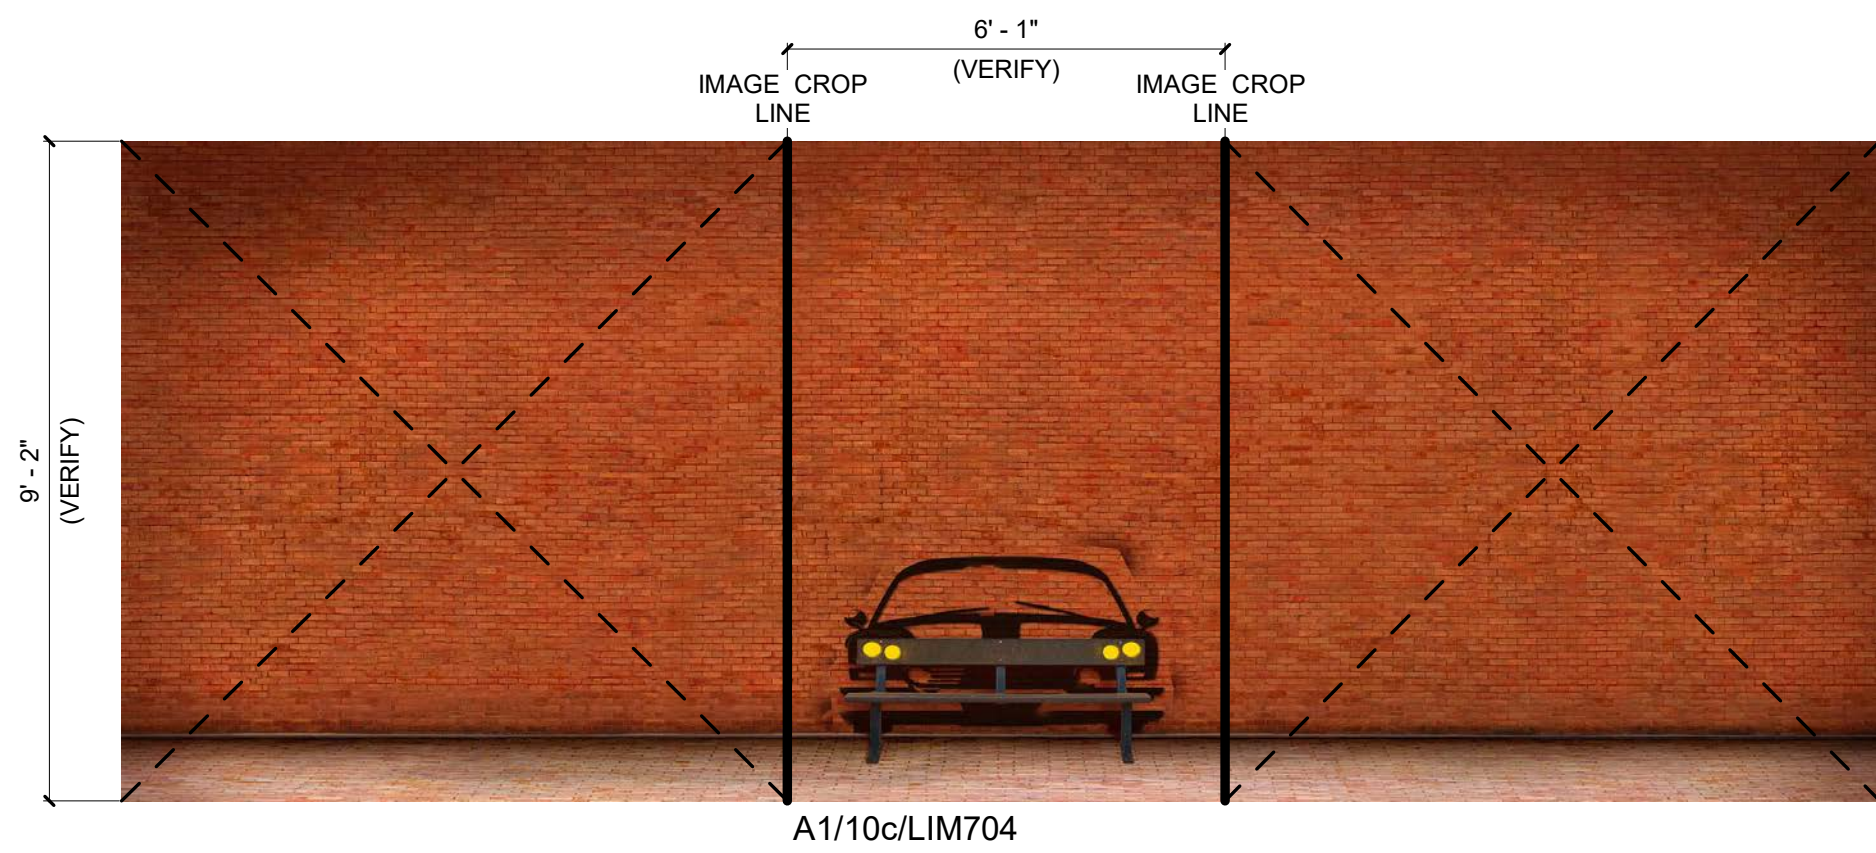 6' - 1"
(VERIFY)
IMAGE CROP
LINE
IMAGE CROP
LINE
9' - 2"
(VERIFY)
A1/10c/LIM704